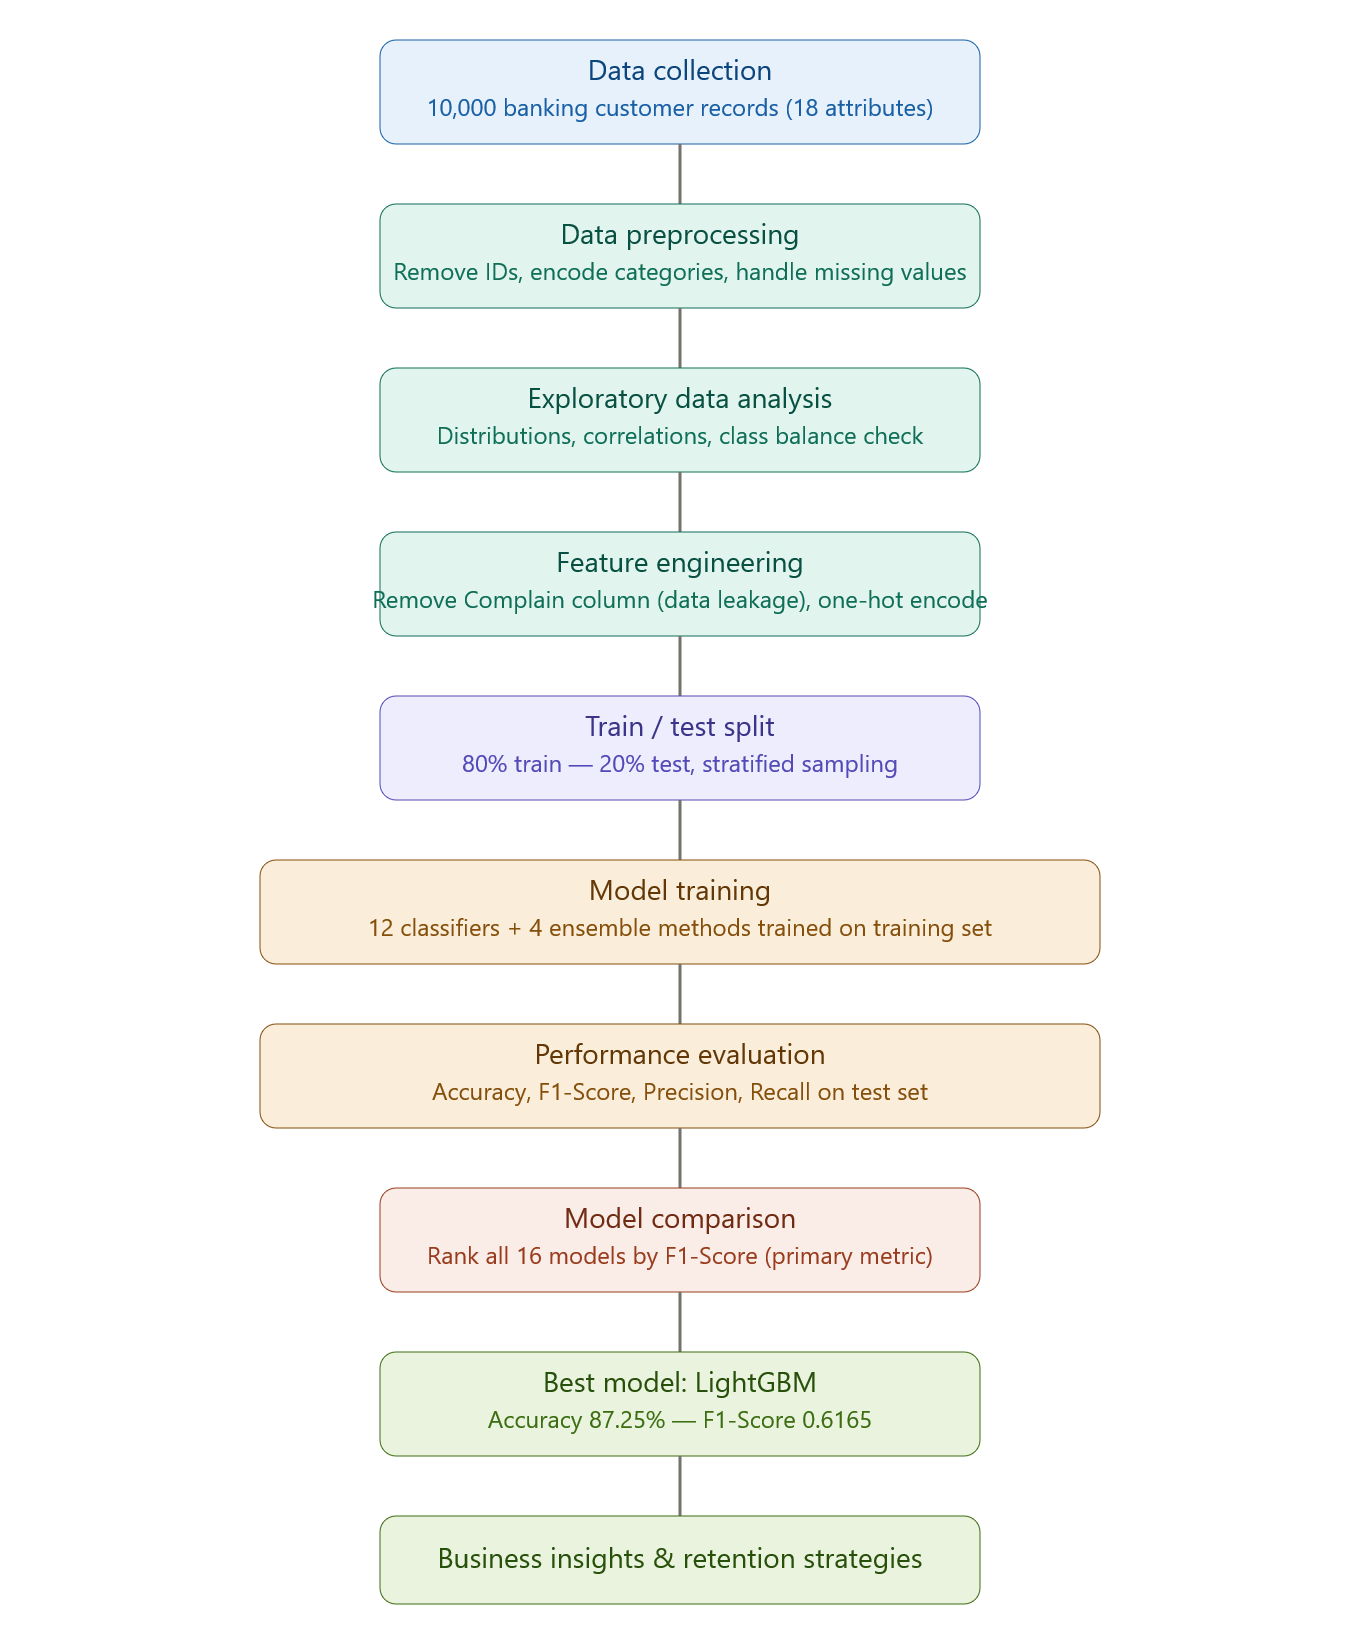 Data collection
10,000 banking customer records (18 attributes)
Data preprocessing
Remove IDs, encode categories, handle missing values
Exploratory data analysis
Distributions, correlations, class balance check
Feature engineering
Remove Complain column (data leakage), one-hot encode
Train / test split
80% train — 20% test, stratified sampling
Model training
12 classifiers + 4 ensemble methods trained on training set
Performance evaluation
Accuracy, F1-Score, Precision, Recall on test set
Model comparison
Rank all 16 models by F1-Score (primary metric)
Best model: LightGBM
Accuracy 87.25% — F1-Score 0.6165
Business insights & retention strategies